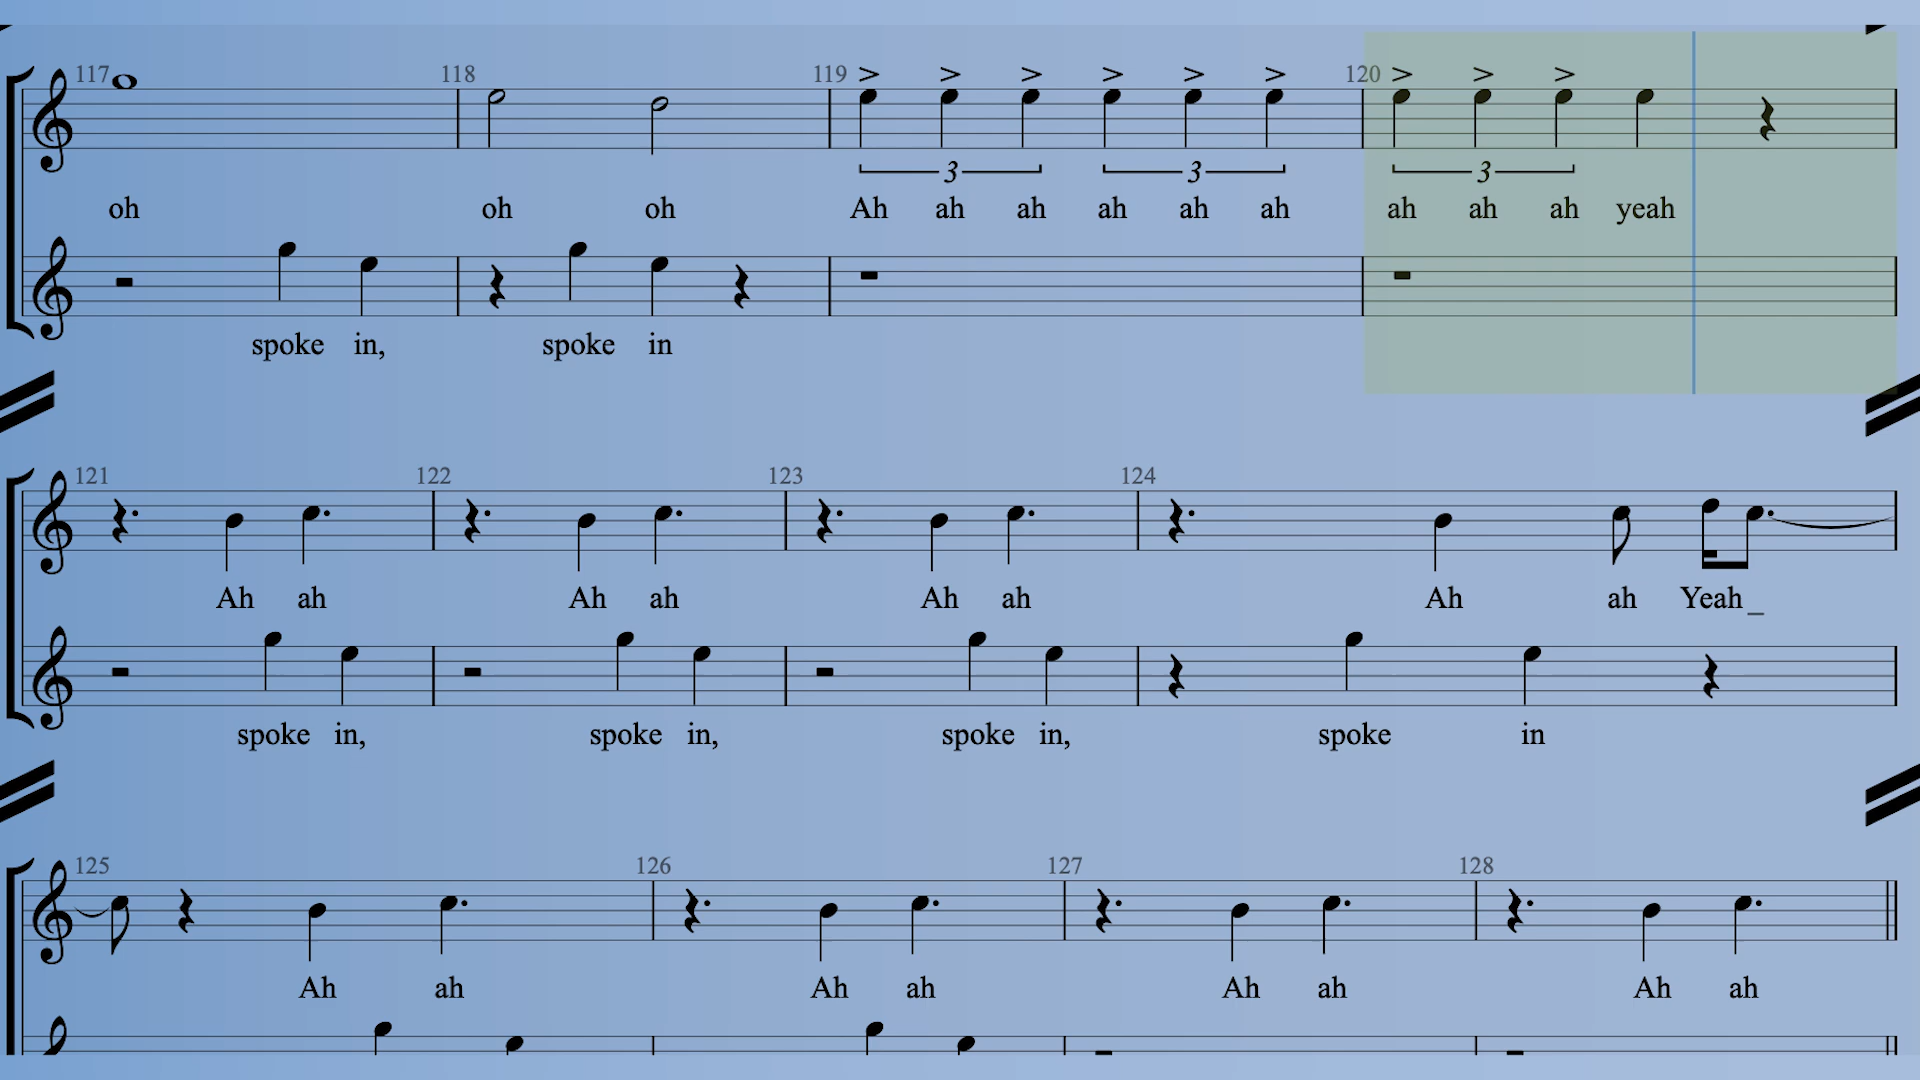 117 118 119 120
3 3 3
oh oh oh Ah ah ah ah ah ah ah ah ah yeah
spoke in, spoke in
121 122 123 124
Ah ah Ah ah Ah ah Ah ah Yeah_
spoke in, spoke in, spoke in, spoke in
125 126 127 128
Ah ah Ah ah Ah ah Ah ah